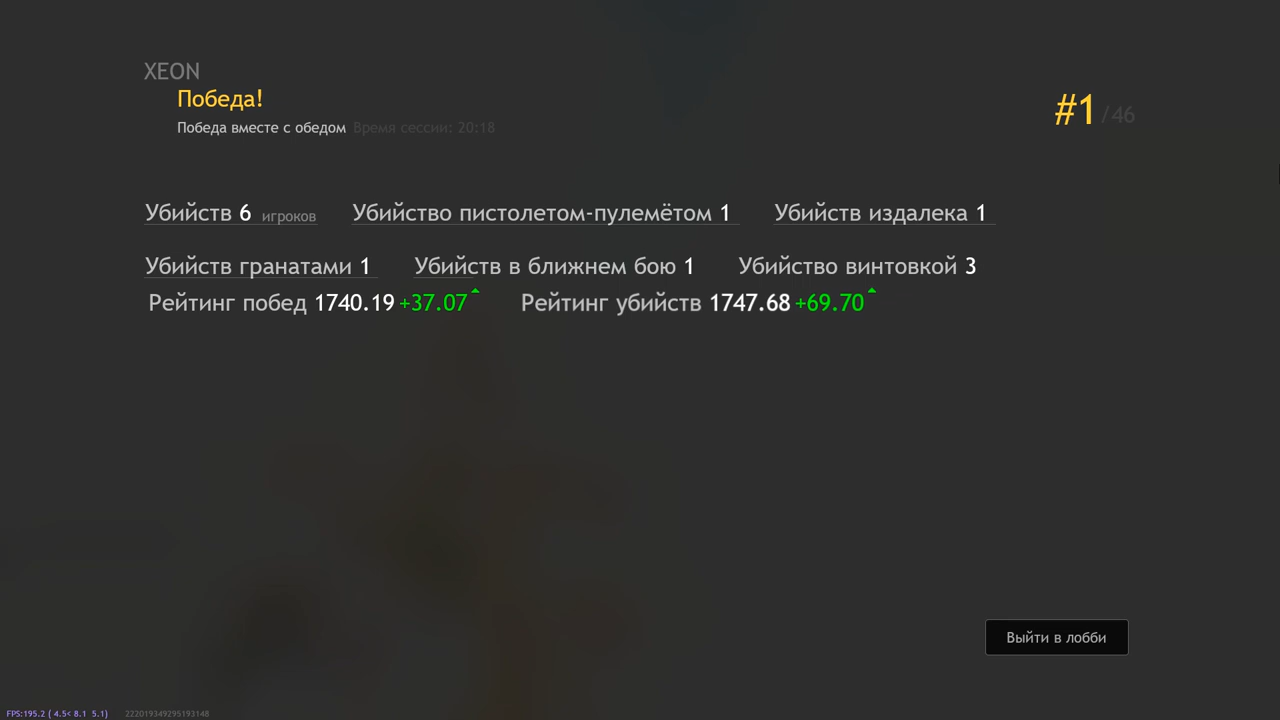 XEON
Победа!
#1 /46
Победа вместе с обедом Время сессии: 20:18
Убийств 6 игроков Убийство пистолетом-пулемётом 1 Убийств издалека 1
Убийств гранатами 1 Убийств в ближнем бою 1 Убийство винтовкой 3
Рейтинг побед 1740.19 +37.07 Рейтинг убийств 1747.68 +69.70
Выйти в лобби
FPS:195.2 ( 4.5< 8.1 5.1) 222019349295193148